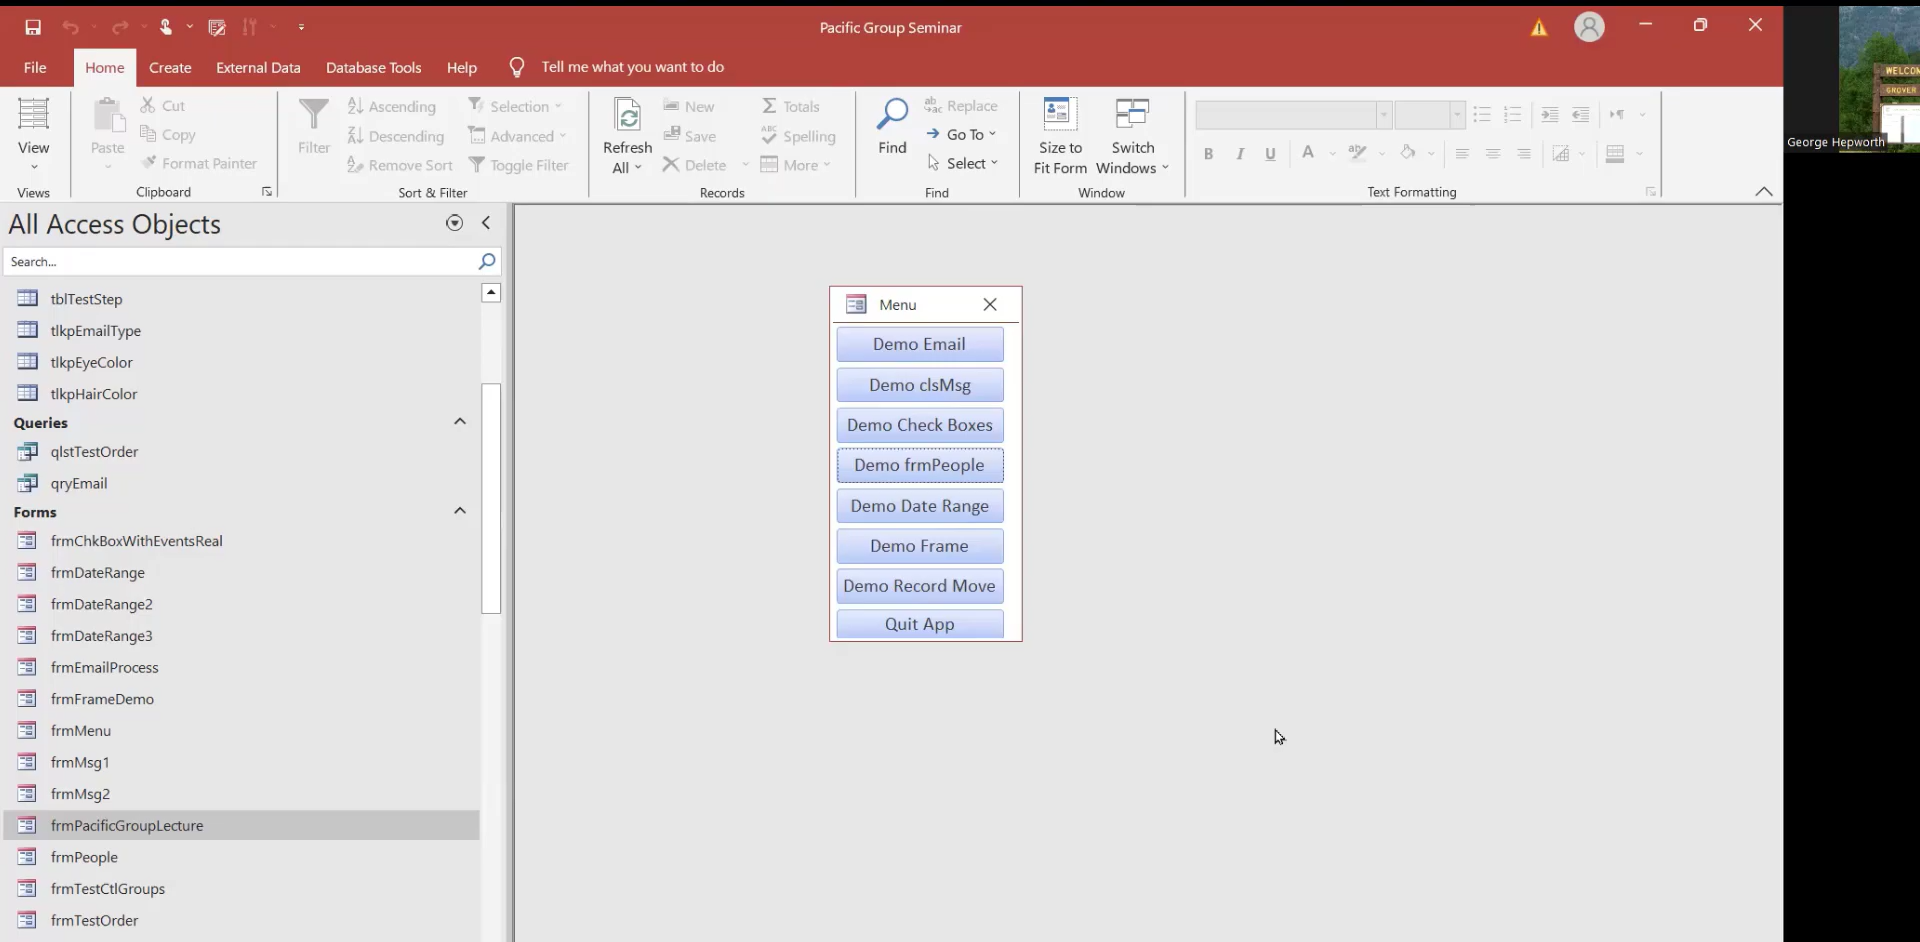 Pacific Group Seminar
File
Home
Create
External Data
Database Tools
Help
Tell me what you want to do
View
Views
Paste
Cut
Copy
Format Painter
Clipboard
Filter
Ascending
Descending
Remove Sort
Selection
Advanced
Toggle Filter
Sort & Filter
Refresh
All
New
Save
Delete
Totals
Spelling
More
Records
Find
Replace
Go To
Select
Find
Size to
Fit Form
Switch
Windows
Window
B I U A
Text Formatting
WELCOM
GROVER
George Hepworth
All Access Objects
Search...
tblTestStep
tlkpEmailType
tlkpEyeColor
tlkpHairColor
Queries
qlstTestOrder
qryEmail
Forms
frmChkBoxWithEventsReal
frmDateRange
frmDateRange2
frmDateRange3
frmEmailProcess
frmFrameDemo
frmMenu
frmMsg1
frmMsg2
frmPacificGroupLecture
frmPeople
frmTestCtlGroups
frmTestOrder
Menu
Demo Email
Demo clsMsg
Demo Check Boxes
Demo frmPeople
Demo Date Range
Demo Frame
Demo Record Move
Quit App